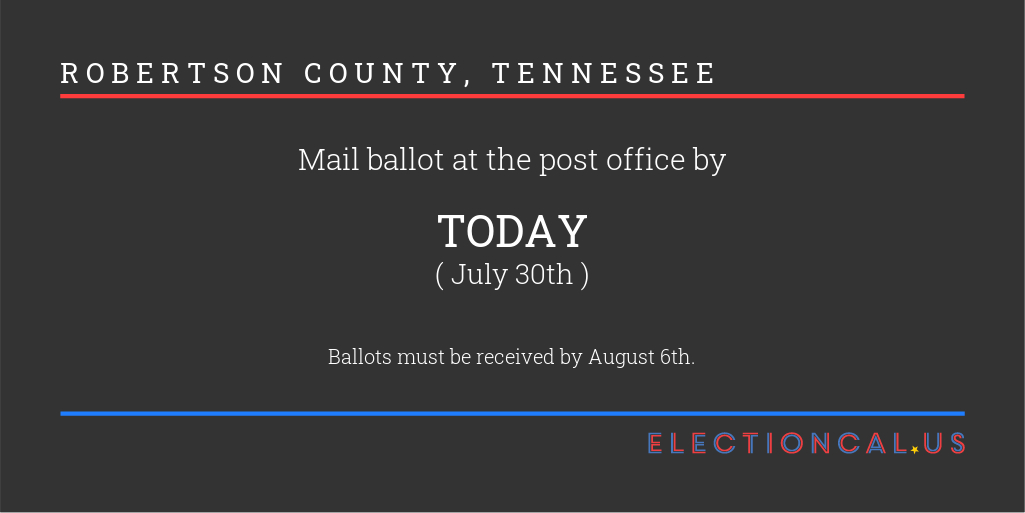 ROBERTSON COUNTY, TENNESSEE
Mail ballot at the post office by
TODAY
( July 30th )
Ballots must be received by August 6th.
ELECTIONCAL.US